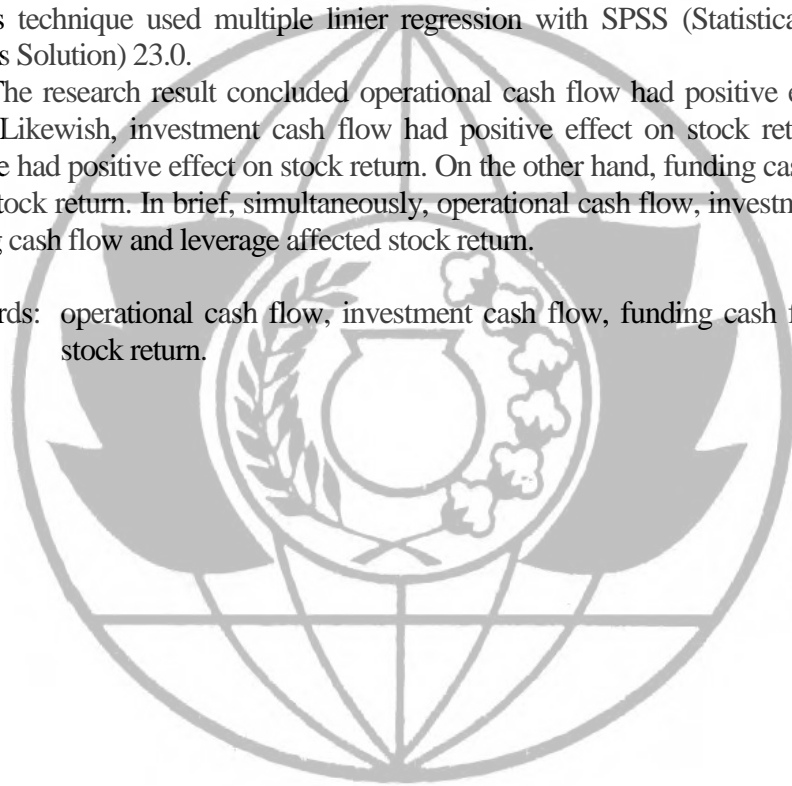 s technique used multiple linier regression with SPSS (Statistica
s Solution) 23.0.
The research result concluded operational cash flow had positive e
Likewish, investment cash flow had positive effect on stock ret
e had positive effect on stock return. On the other hand, funding cas
tock return. In brief, simultaneously, operational cash flow, investm
g cash flow and leverage affected stock return.
rds: operational cash flow, investment cash flow, funding cash f
stock return.